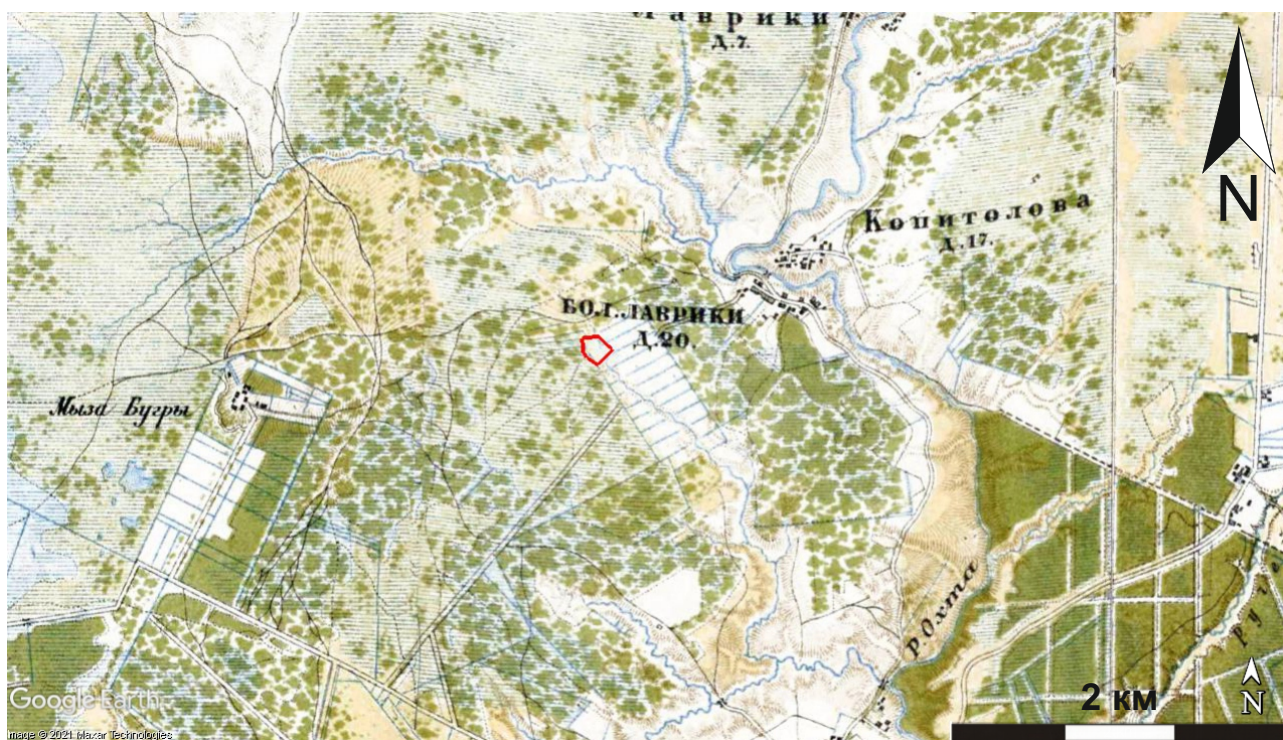 Лаврики
Д.7.
Копитолова
Д.17.
БОЛ. ЛАВРИКИ
Д.20.
Мыза Бугры
Р. Охта
2 км
N
N
Google Earth
Image © 2021 Maxar Technologies